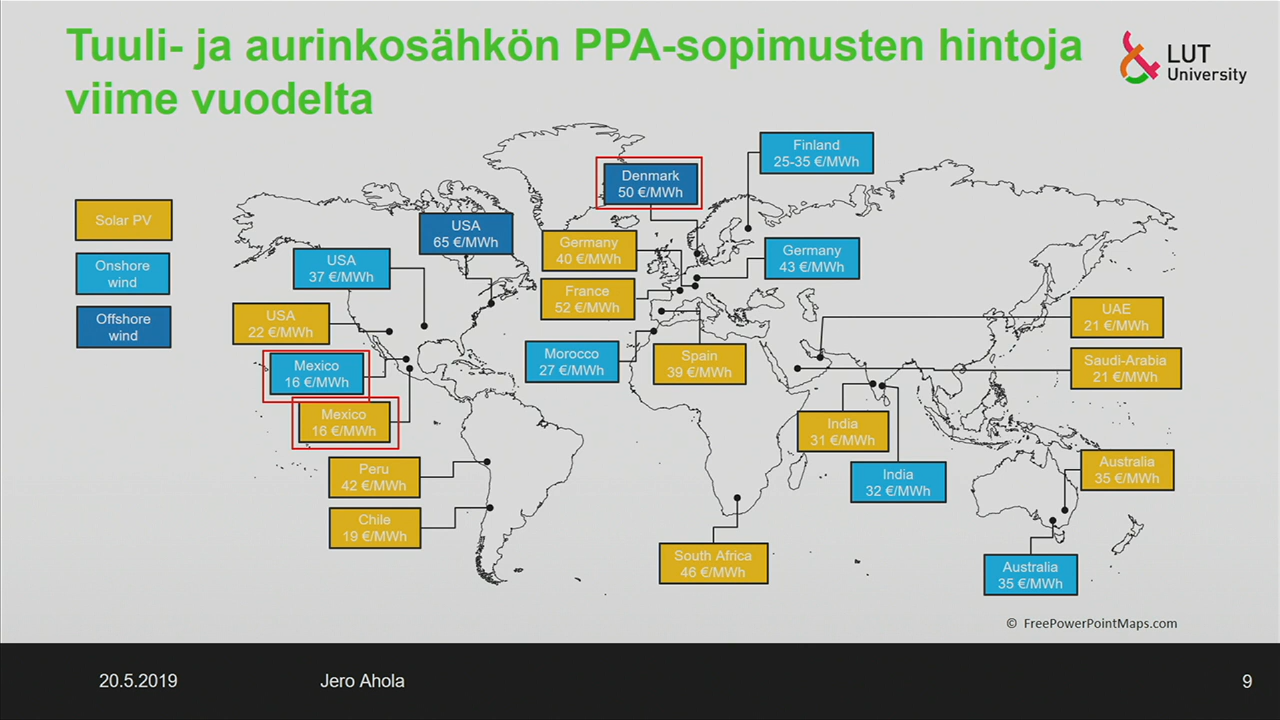 Tuuli- ja aurinkosähkön PPA-sopimusten hintoja
viime vuodelta
LUT
University
Solar PV
Onshore
wind
Offshore
wind
Finland
25-35 €/MWh
Denmark
50 €/MWh
USA
65 €/MWh
Germany
40 €/MWh
Germany
43 €/MWh
USA
37 €/MWh
France
52 €/MWh
USA
22 €/MWh
UAE
21 €/MWh
Morocco
27 €/MWh
Spain
39 €/MWh
Saudi-Arabia
21 €/MWh
Mexico
16 €/MWh
Mexico
16 €/MWh
India
31 €/MWh
Peru
42 €/MWh
India
32 €/MWh
Australia
35 €/MWh
Chile
19 €/MWh
South Africa
46 €/MWh
Australia
35 €/MWh
© FreePowerPointMaps.com
20.5.2019
Jero Ahola
9